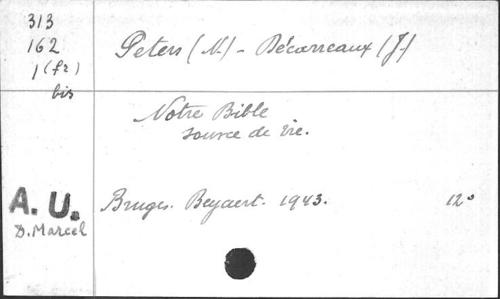 313
162
1 (fr)
bis
Peters (N.) - Décarreaux (J.)
Notre Bible
source de vie.
A. U.
D. Marcel
Bruges. Beyaert. 1943. 12°